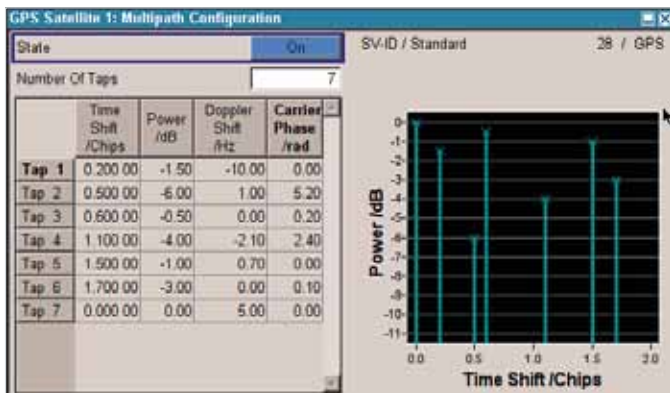 GPS Satellite 1: Multipath Configuration
State On
Number Of Taps 7
Time Shift /Chips Power /dB Doppler Shift /Hz Carrier Phase /rad
Tap 1 0.200 00 -1.50 -10.00 0.00
Tap 2 0.500 00 -6.00 1.00 5.20
Tap 3 0.600 00 -0.50 0.00 0.20
Tap 4 1.100 00 -4.00 -2.10 2.40
Tap 5 1.500 00 -1.00 0.70 0.00
Tap 6 1.700 00 -3.00 0.00 0.10
Tap 7 0.000 00 0.00 5.00 0.00
SV-ID / Standard 28 / GPS
Power /dB
0
-1
-2
-3
-4
-5
-6
-7
-8
-9
-10
-11
0.0 0.5 1.0 1.5 2.0
Time Shift /Chips